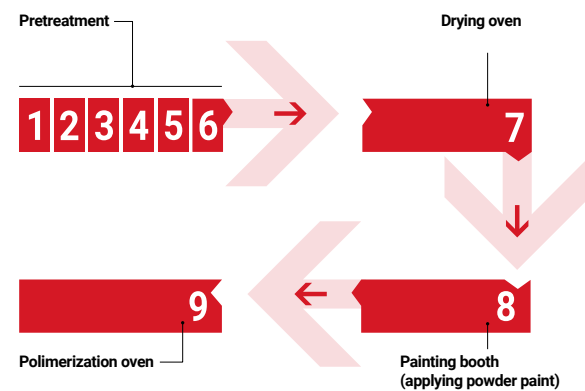 Pretreatment
Drying oven
1 2 3 4 5 6
7
9
8
Polimerization oven
Painting booth
(applying powder paint)